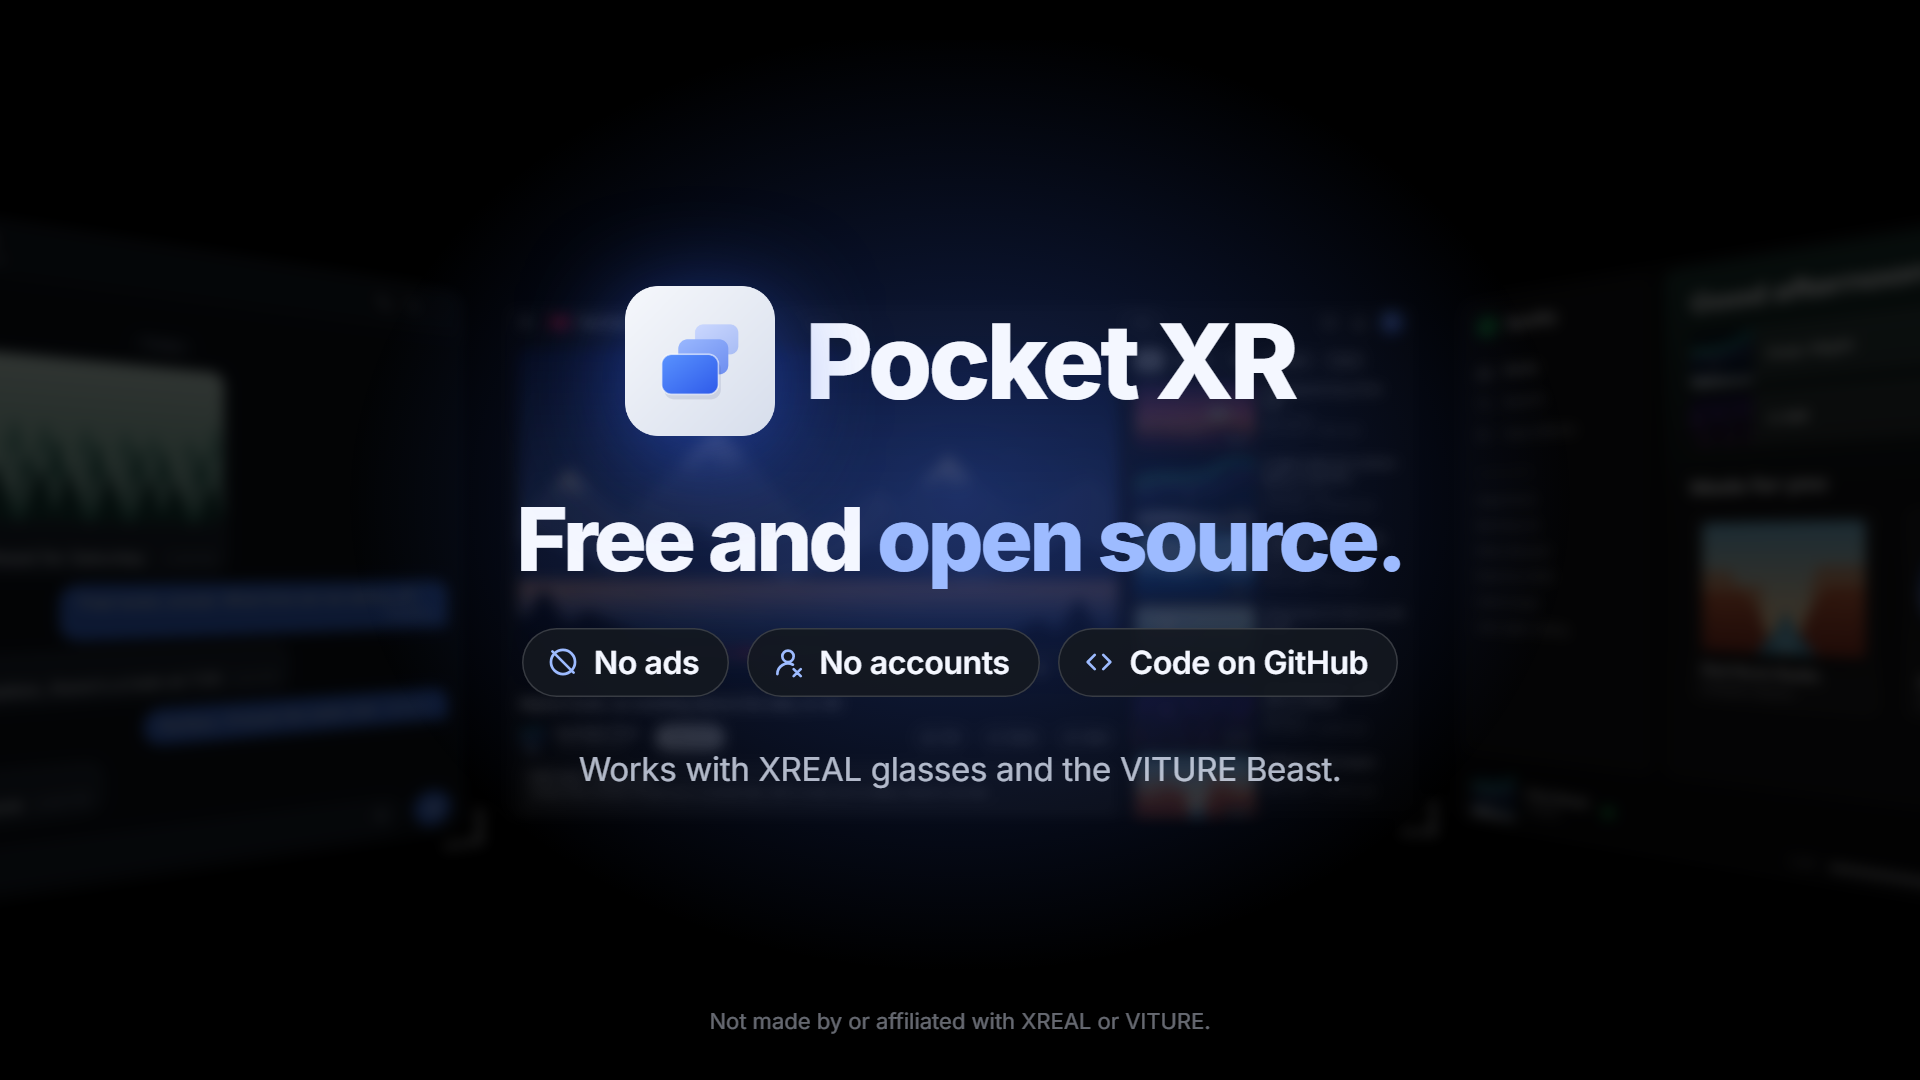 Pocket XR
Free and open source.
No ads
No accounts
Code on GitHub
Works with XREAL glasses and the VITURE Beast.
Not made by or affiliated with XREAL or VITURE.